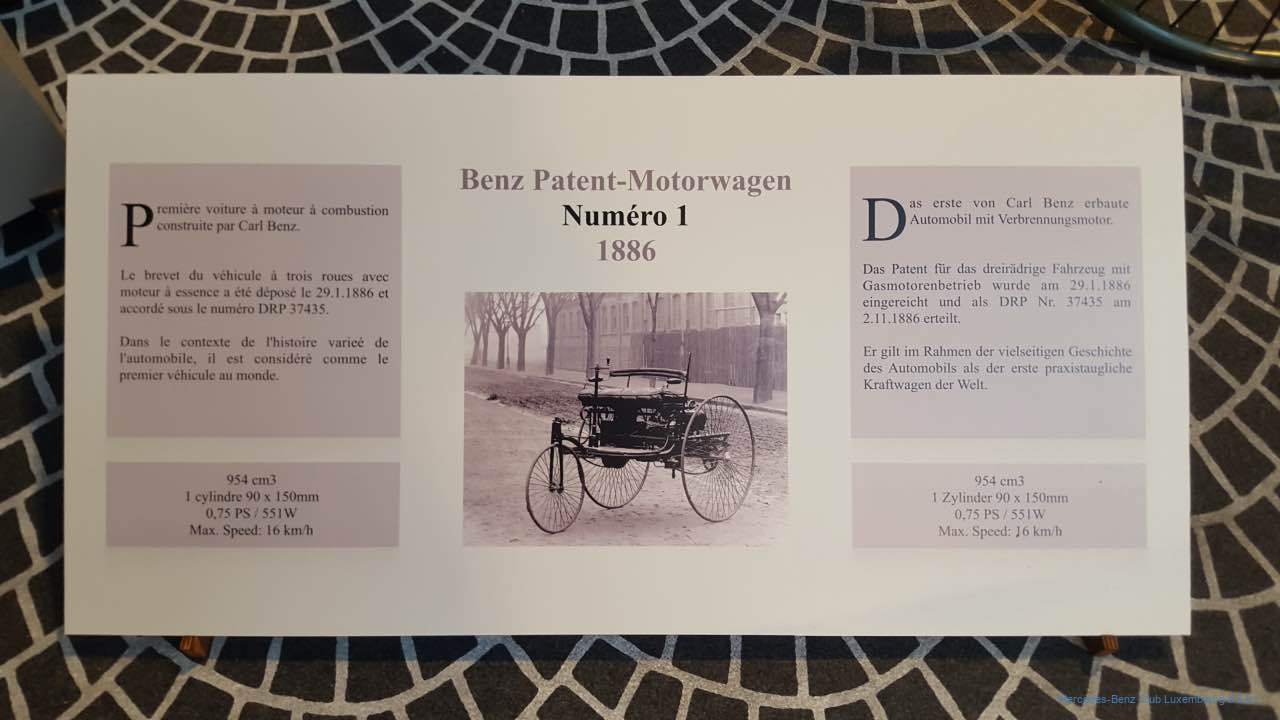 Première voiture à moteur à combustion
construite par Carl Benz.
Le brevet du véhicule à trois roues avec
moteur à essence a été déposé le 29.1.1886 et
accordé sous le numéro DRP 37435.
Dans le contexte de l'histoire varieé de
l'automobile, il est considéré comme le
premier véhicule au monde.
954 cm3
1 cylindre 90 x 150mm
0,75 PS / 551W
Max. Speed: 16 km/h
Benz Patent-Motorwagen
Numéro 1
1886
Das erste von Carl Benz erbaute
Automobil mit Verbrennungsmotor.
Das Patent für das dreirädrige Fahrzeug mit
Gasmotorenbetrieb wurde am 29.1.1886
eingereicht und als DRP Nr. 37435 am
2.11.1886 erteilt.
Er gilt im Rahmen der vielseitigen Geschichte
des Automobils als der erste praxistaugliche
Kraftwagen der Welt.
954 cm3
1 Zylinder 90 x 150mm
0,75 PS / 551W
Max. Speed: 16 km/h
Mercedes-Benz Club Luxembourg